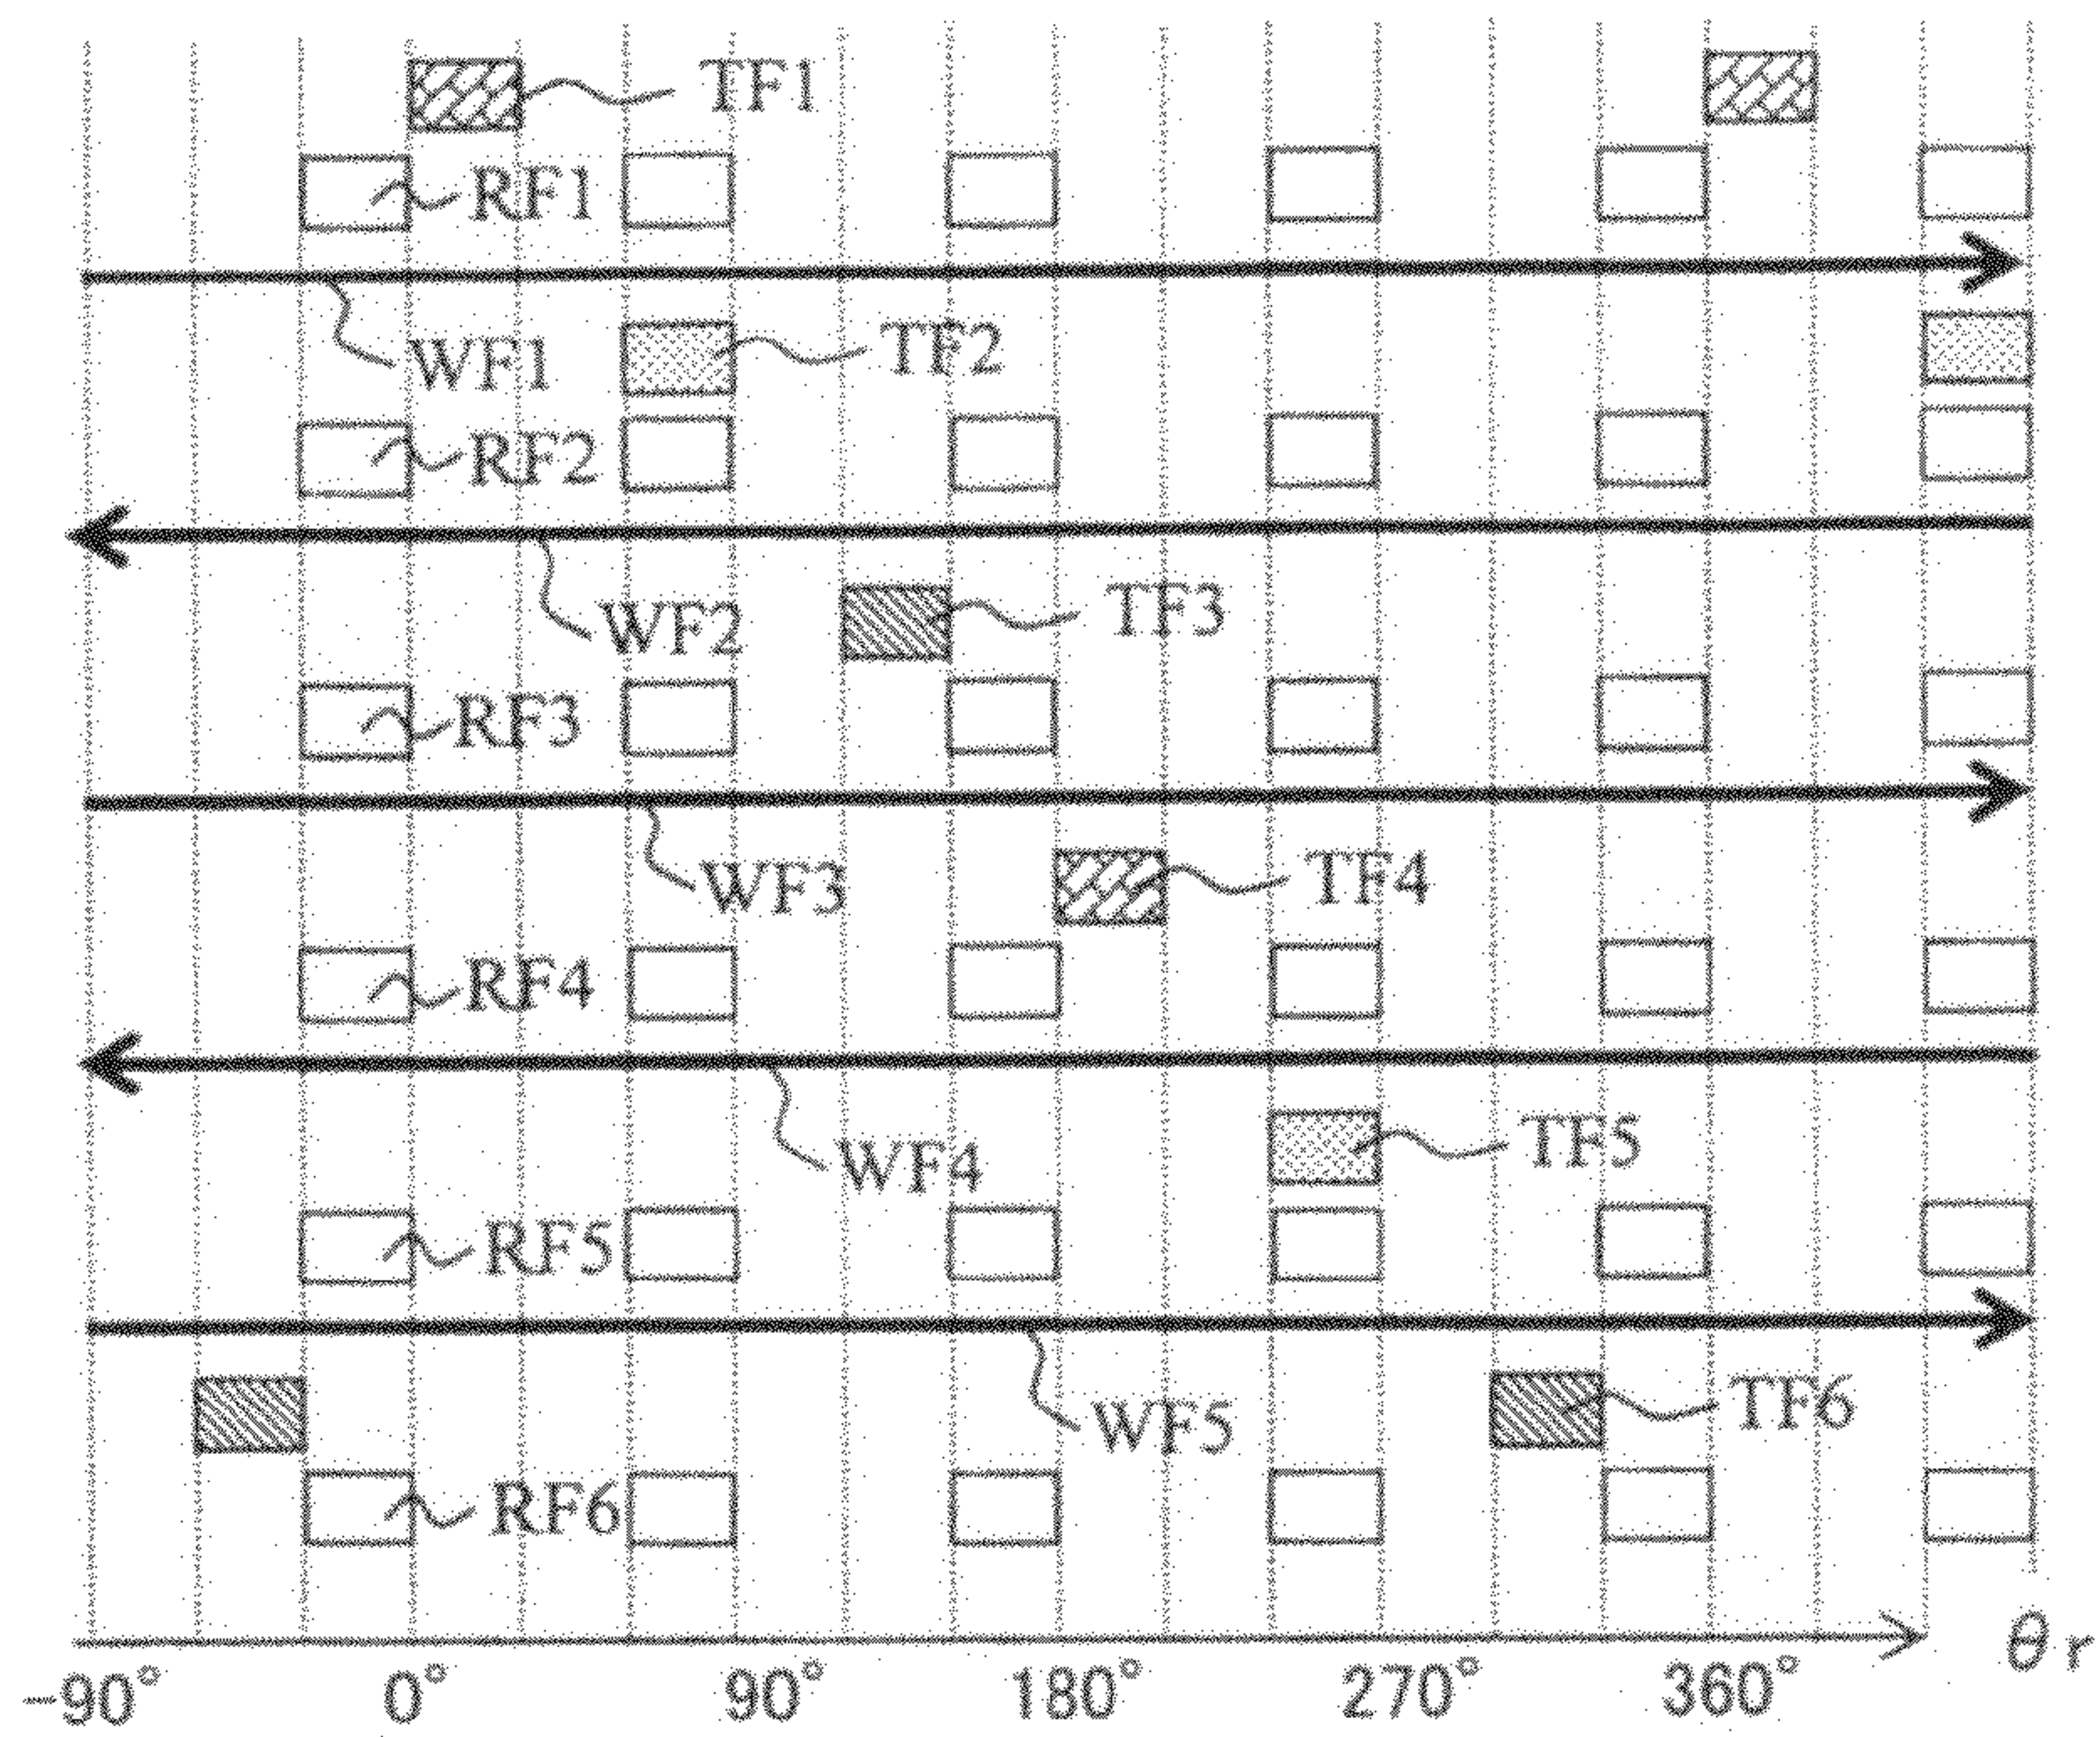 TF1
RF1
WF1
TF2
RF2
WF2
TF3
RF3
WF3
TF4
RF4
WF4
TF5
RF5
WF5
TF6
RF6
θr
-90° 0° 90° 180° 270° 360°